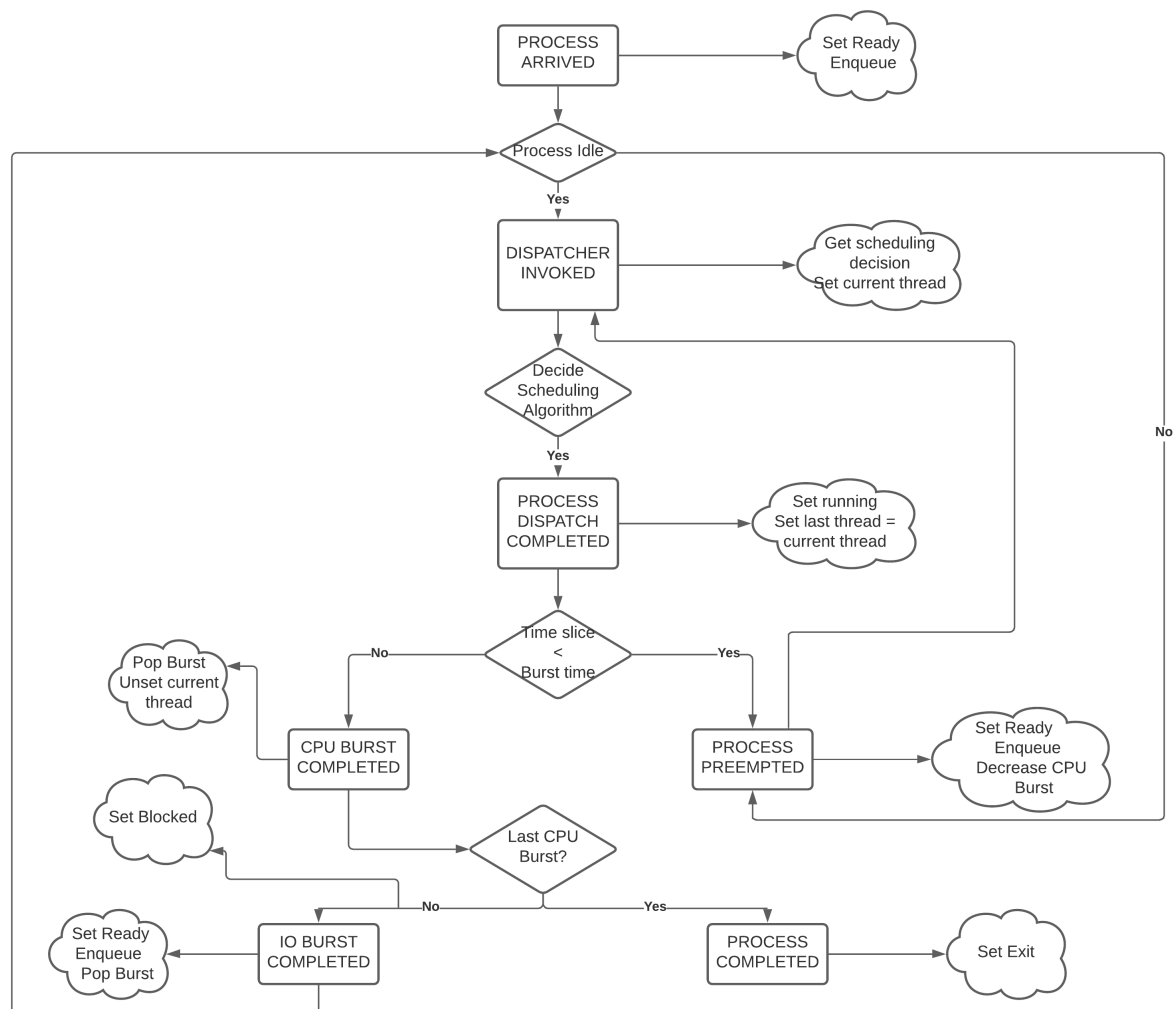 PROCESS
ARRIVED
Set Ready
Enqueue
Process Idle
Yes
DISPATCHER
INVOKED
Get scheduling
decision
Set current thread
Decide
Scheduling
Algorithm
No
Yes
PROCESS
DISPATCH
COMPLETED
Set running
Set last thread =
current thread
Time slice
<
Burst time
No
Yes
Pop Burst
Unset current
thread
CPU BURST
COMPLETED
PROCESS
PREEMPTED
Set Ready
Enqueue
Decrease CPU
Burst
Set Blocked
Last CPU
Burst?
No
Yes
Set Ready
Enqueue
Pop Burst
IO BURST
COMPLETED
PROCESS
COMPLETED
Set Exit